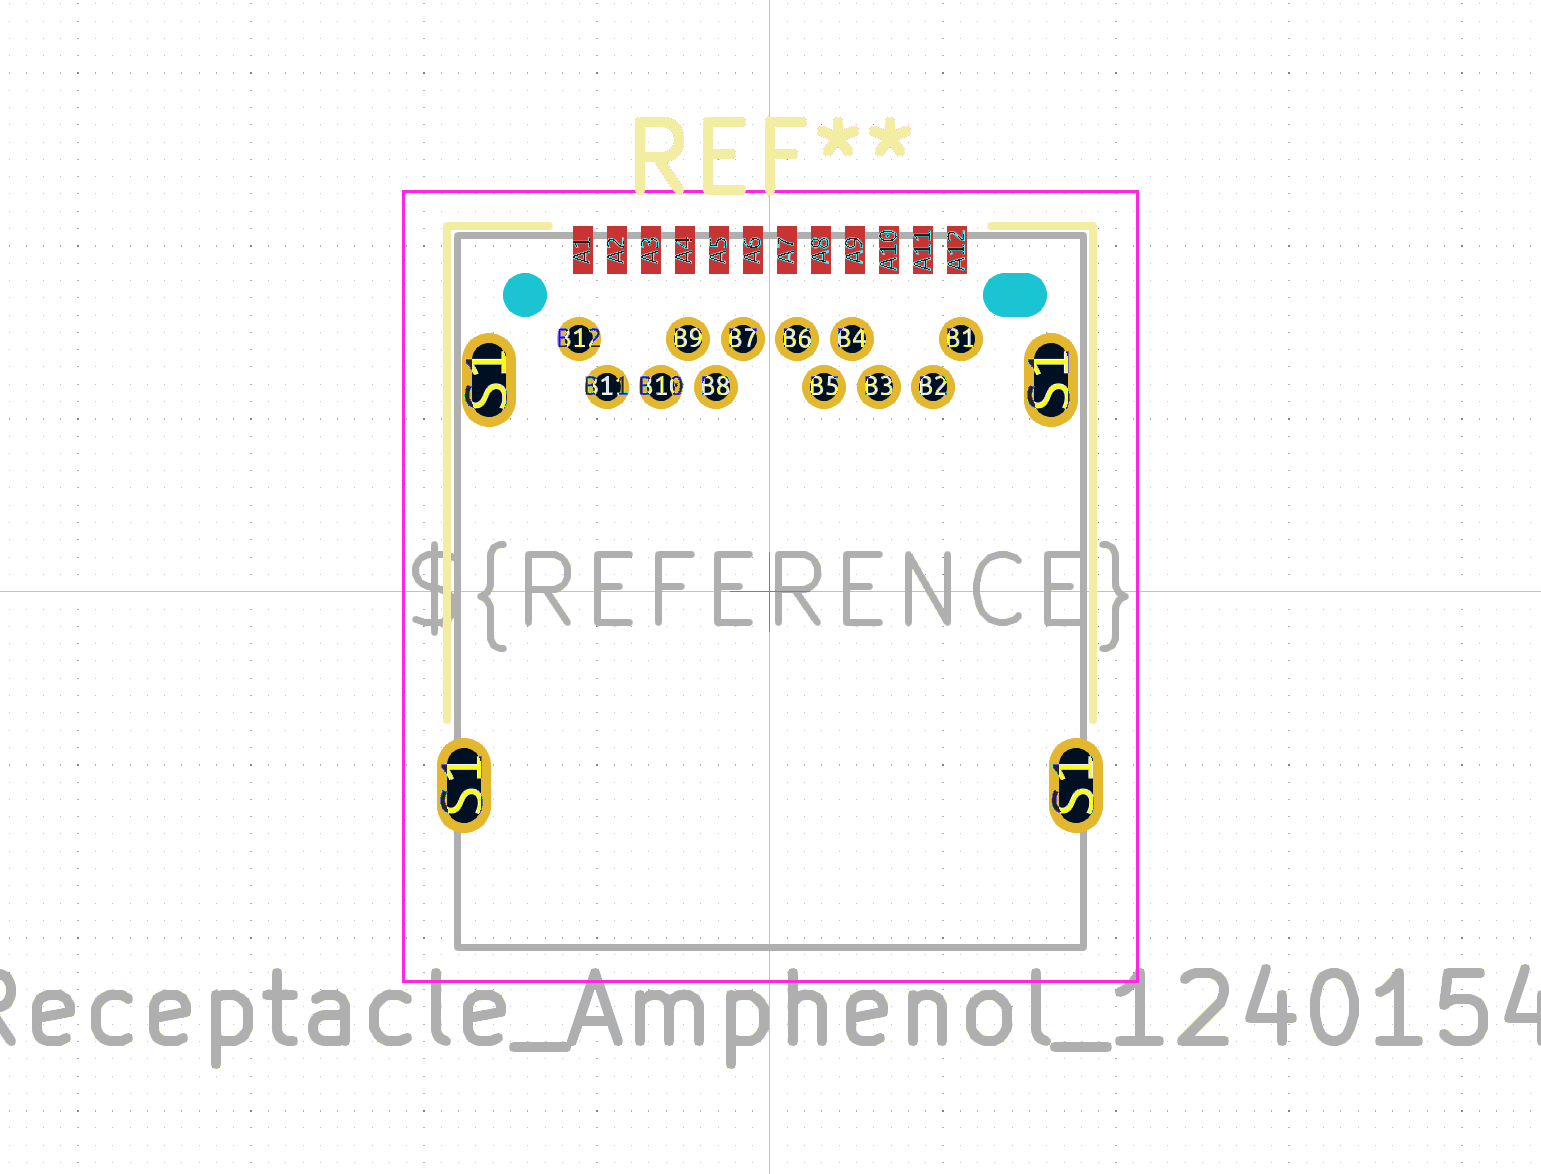 REF**
A1 A2 A3 A4 A5 A6 A7 A8 A9 A10 A11 A12
B12 B9 B7 B6 B4 B1
S1 S1
B11 B10 B8 B5 B3 B2
${REFERENCE}
S1 S1
Receptacle_Amphenol_1240154